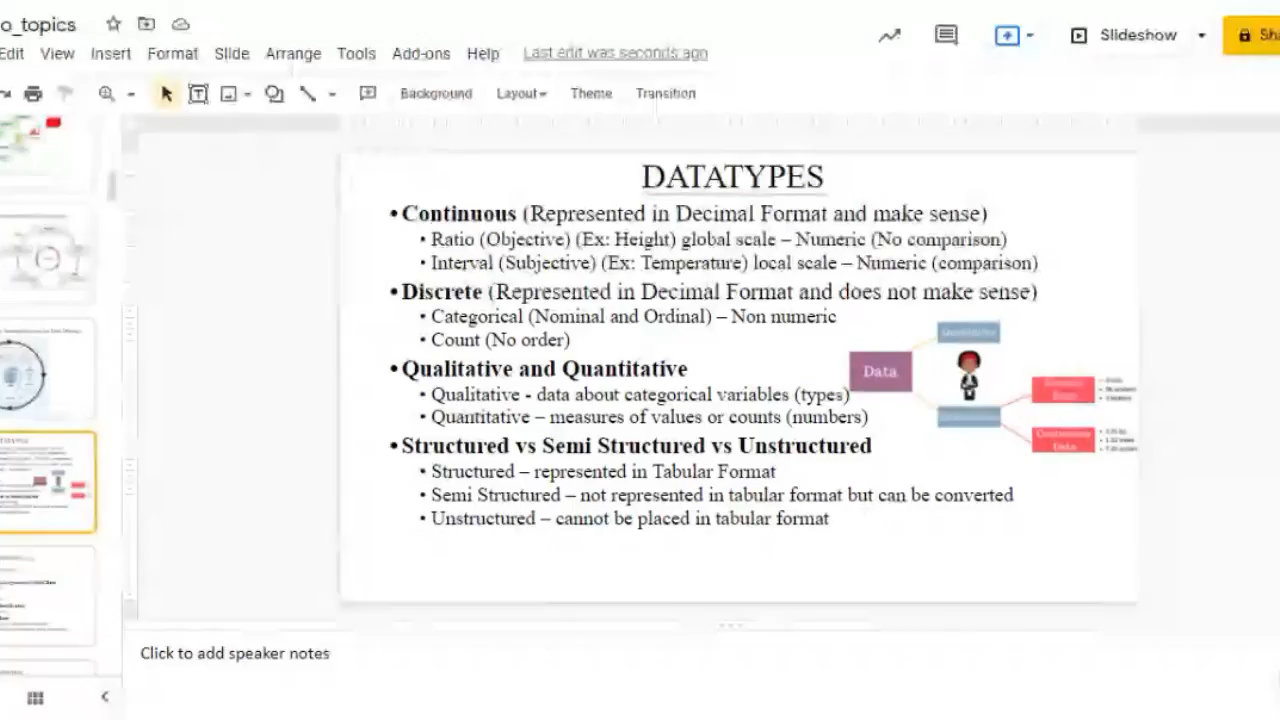 o_topics
Edit View Insert Format Slide Arrange Tools Add-ons Help Last edit was seconds ago
Slideshow
Sha
Background Layout Theme Transition
DATATYPES
• Continuous (Represented in Decimal Format and make sense)
• Ratio (Objective) (Ex: Height) global scale – Numeric (No comparison)
• Interval (Subjective) (Ex: Temperature) local scale – Numeric (comparison)
• Discrete (Represented in Decimal Format and does not make sense)
• Categorical (Nominal and Ordinal) – Non numeric
• Count (No order)
• Qualitative and Quantitative
• Qualitative - data about categorical variables (types)
• Quantitative – measures of values or counts (numbers)
• Structured vs Semi Structured vs Unstructured
• Structured – represented in Tabular Format
• Semi Structured – not represented in tabular format but can be converted
• Unstructured – cannot be placed in tabular format
Data
Click to add speaker notes